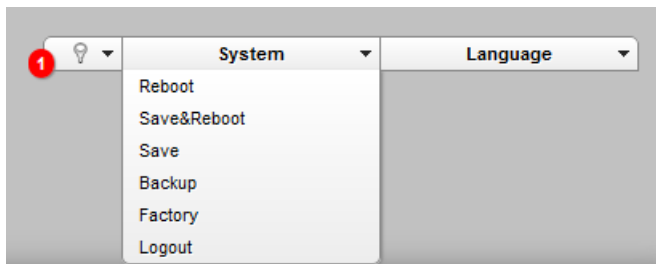 1
System
Language
Reboot
Save&Reboot
Save
Backup
Factory
Logout